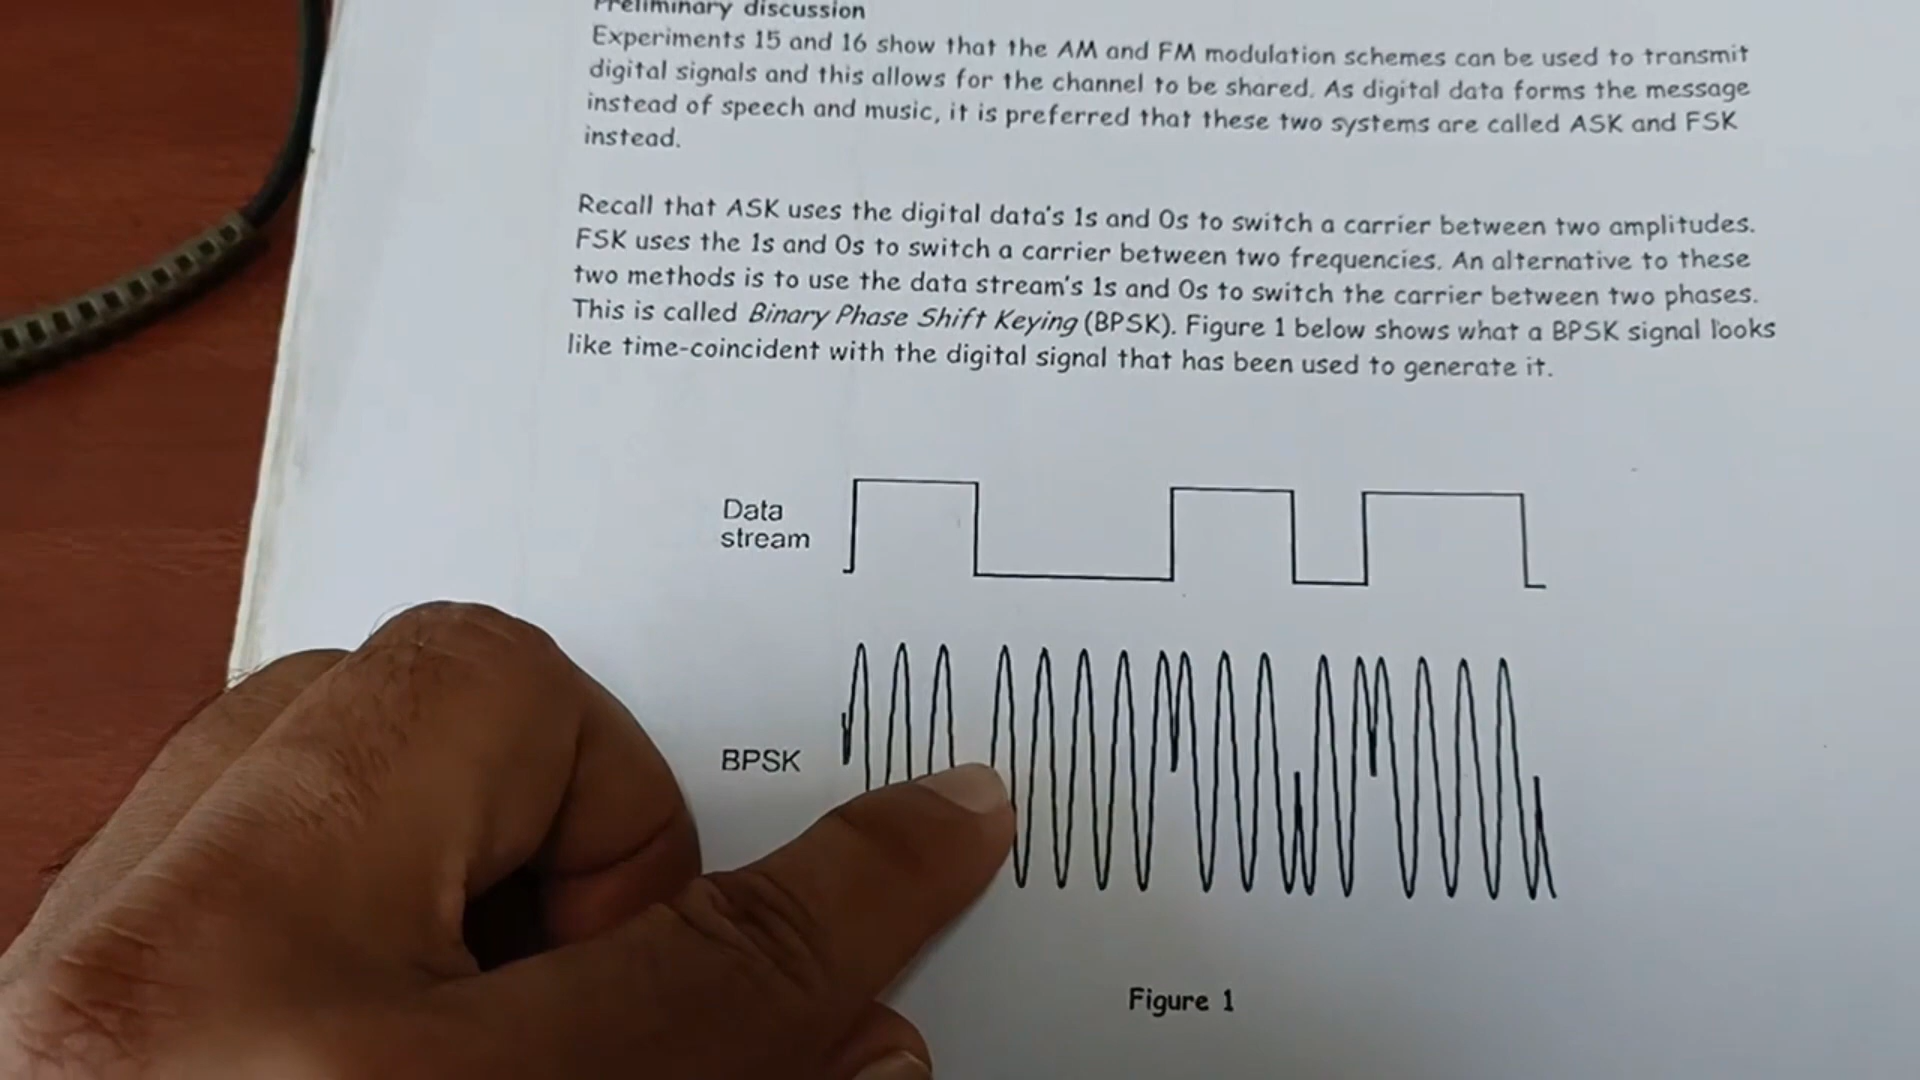 Preliminary discussion
Experiments 15 and 16 show that the AM and FM modulation schemes can be used to transmit
digital signals and this allows for the channel to be shared. As digital data forms the message
instead of speech and music, it is preferred that these two systems are called ASK and FSK
instead.
Recall that ASK uses the digital data's 1s and 0s to switch a carrier between two amplitudes.
FSK uses the 1s and 0s to switch a carrier between two frequencies. An alternative to these
two methods is to use the data stream's 1s and 0s to switch the carrier between two phases.
This is called Binary Phase Shift Keying (BPSK). Figure 1 below shows what a BPSK signal looks
like time-coincident with the digital signal that has been used to generate it.
Data
stream
BPSK
Figure 1